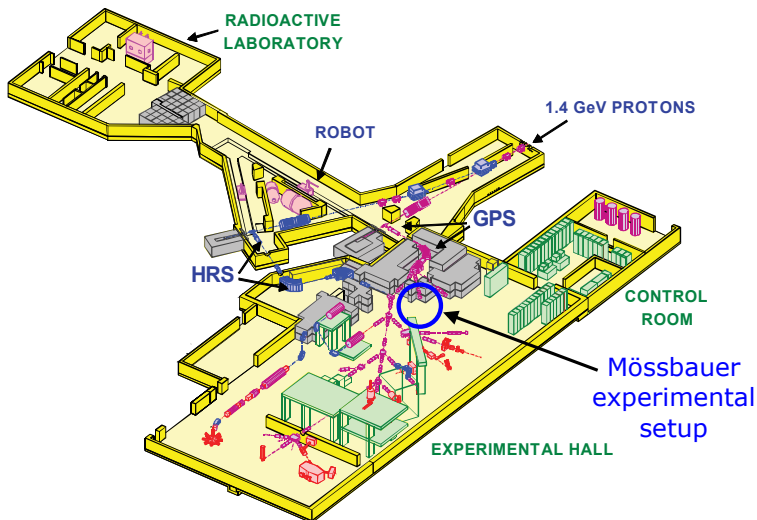 RADIOACTIVE
LABORATORY
1.4 GeV PROTONS
ROBOT
GPS
HRS
CONTROL
ROOM
Mössbauer
experimental
setup
EXPERIMENTAL HALL